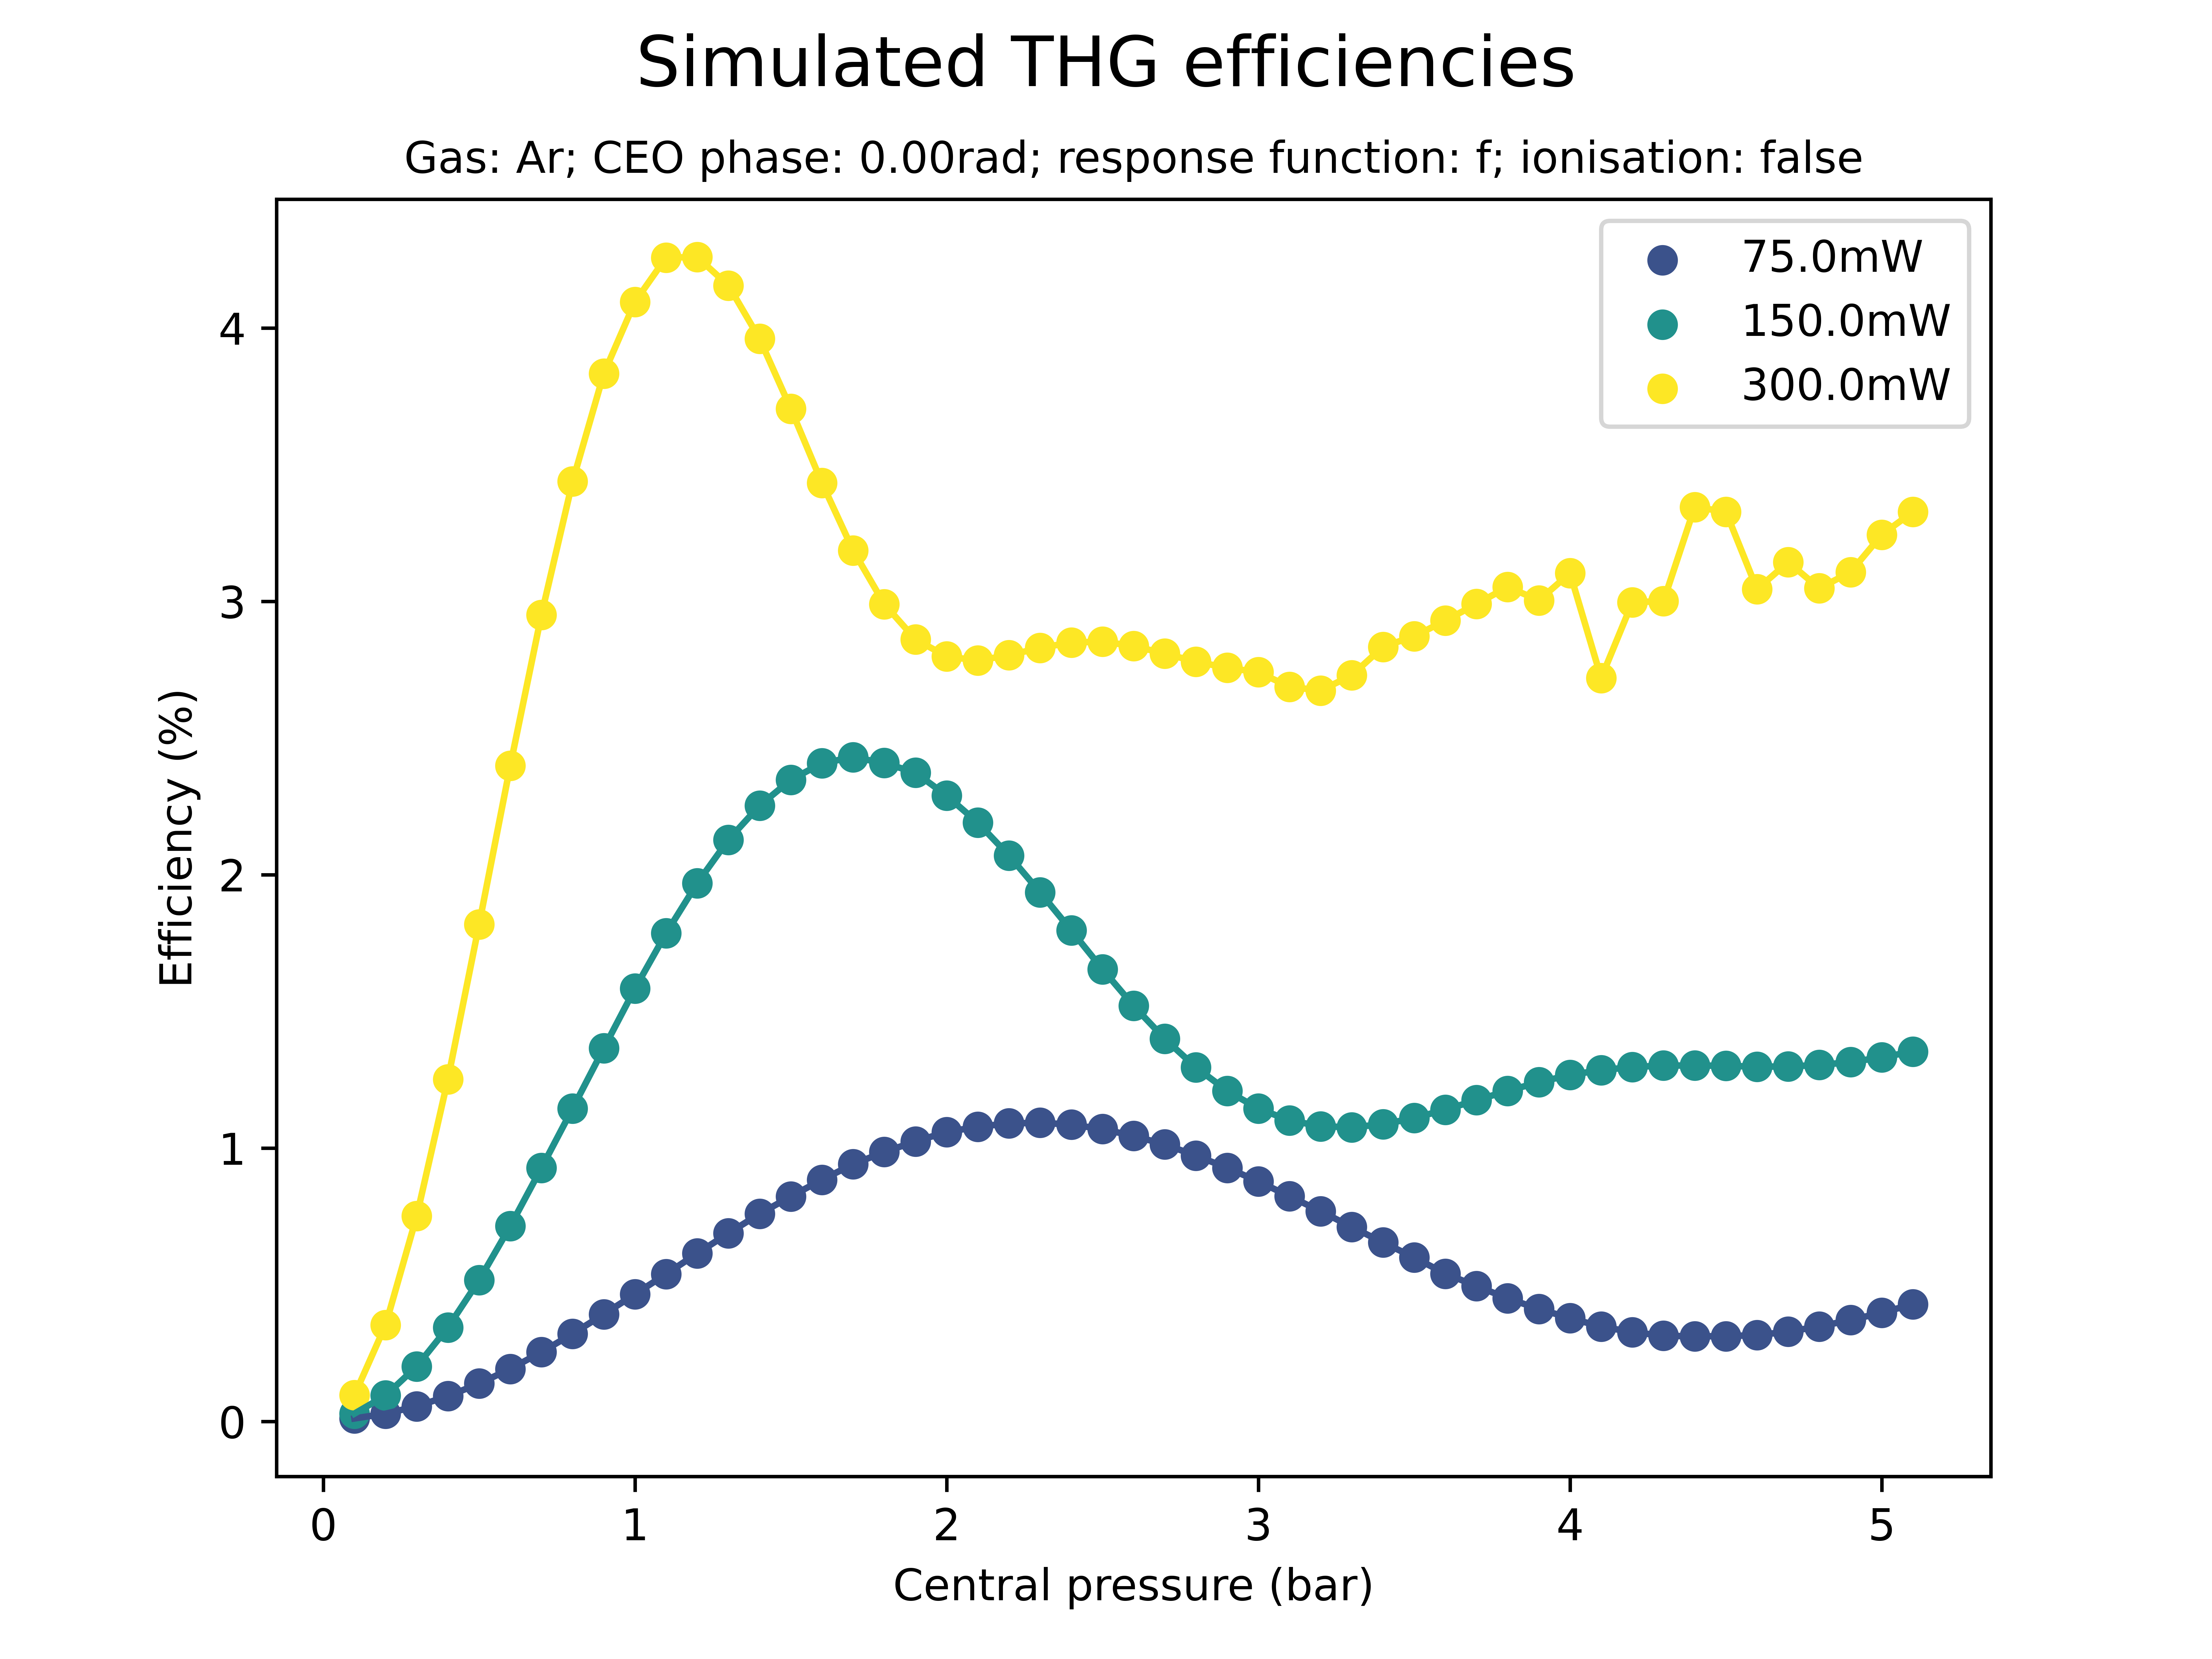 Simulated THG efficiencies
Gas: Ar; CEO phase: 0.00rad; response function: f; ionisation: false
75.0mW
150.0mW
300.0mW
4
3
2
1
0
Efficiency (%)
0 1 2 3 4 5
Central pressure (bar)